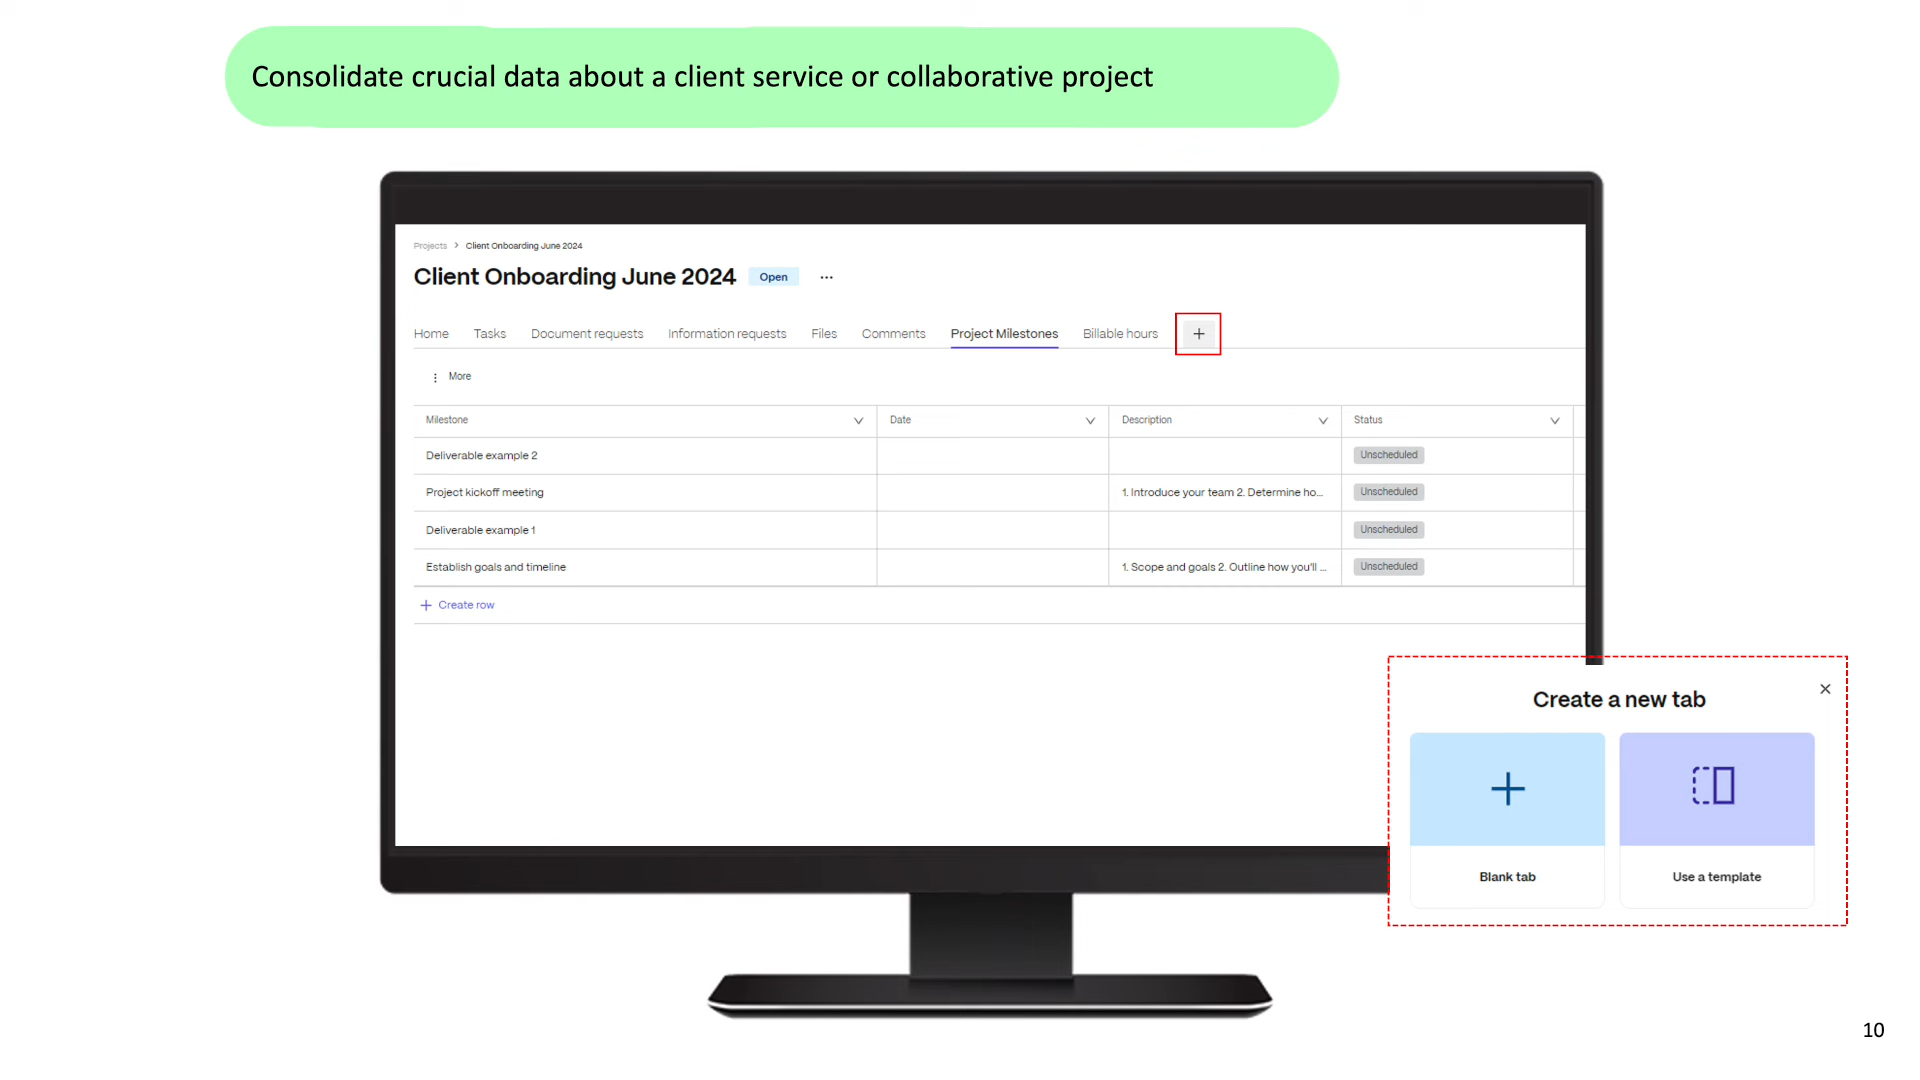 Consolidate crucial data about a client service or collaborative project
Projects > Client Onboarding June 2024
Client Onboarding June 2024 Open ...
Home Tasks Document requests Information requests Files Comments Project Milestones Billable hours +
More
Milestone Date Description Status
Deliverable example 2 Unscheduled
Project kickoff meeting 1. Introduce your team 2. Determine ho... Unscheduled
Deliverable example 1 Unscheduled
Establish goals and timeline 1. Scope and goals 2. Outline how you'll ... Unscheduled
+ Create row
Create a new tab
Blank tab Use a template
10